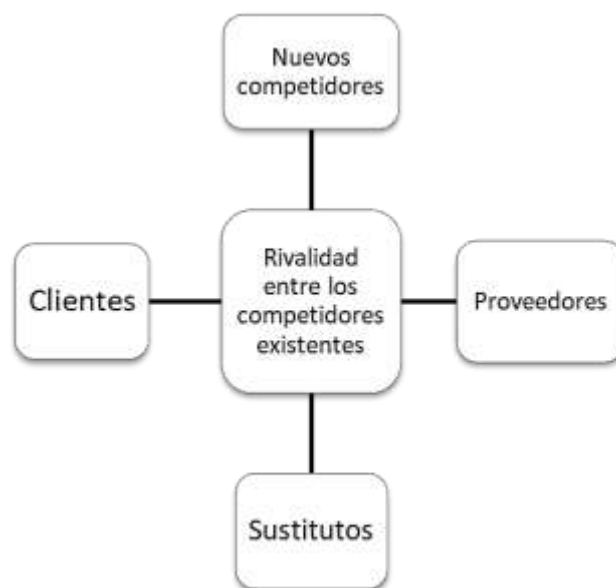 Nuevos
competidores
Clientes
Rivalidad
entre los
competidores
existentes
Proveedores
Sustitutos